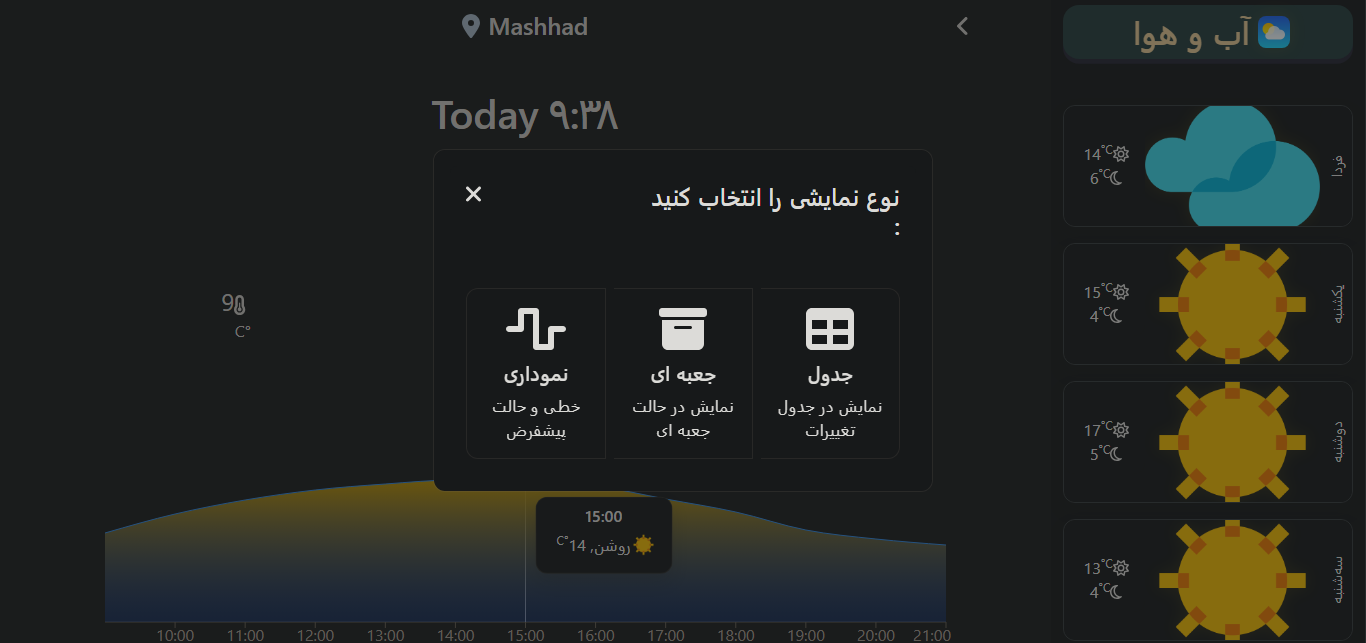 آب و هوا
Mashhad
Today ۹:۳۸
نوع نمایشی را انتخاب کنید
:
جدول
نمایش در جدول
تغییرات
جعبه ای
نمایش در حالت
جعبه ای
نموداری
خطی و حالت
پیشفرض
9
C°
15:00
روشن, 14°C
10:00 11:00 12:00 13:00 14:00 15:00 16:00 17:00 18:00 19:00 20:00 21:00
فردا
14°C
6°C
یکشنبه
15°C
4°C
دوشنبه
17°C
5°C
سه‌شنبه
13°C
4°C